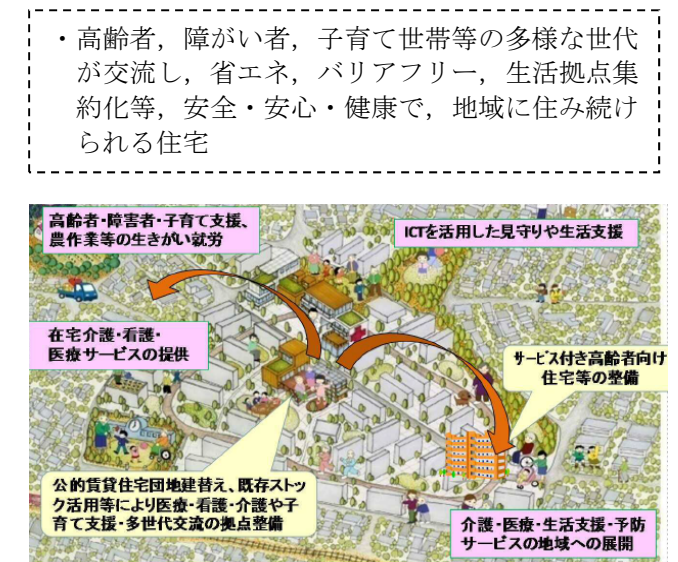 ・高齢者，障がい者，子育て世帯等の多様な世代
が交流し，省エネ，バリアフリー，生活拠点集
約化等，安全・安心・健康で，地域に住み続け
られる住宅
高齢者・障害者・子育て支援、
農作業等の生きがい就労
ICTを活用した見守りや生活支援
在宅介護・看護・
医療サービスの提供
サービス付き高齢者向け
住宅等の整備
公的賃貸住宅団地建替え、既存ストッ
ク活用等により医療・看護・介護や子
育て支援・多世代交流の拠点整備
介護・医療・生活支援・予防
サービスの地域への展開